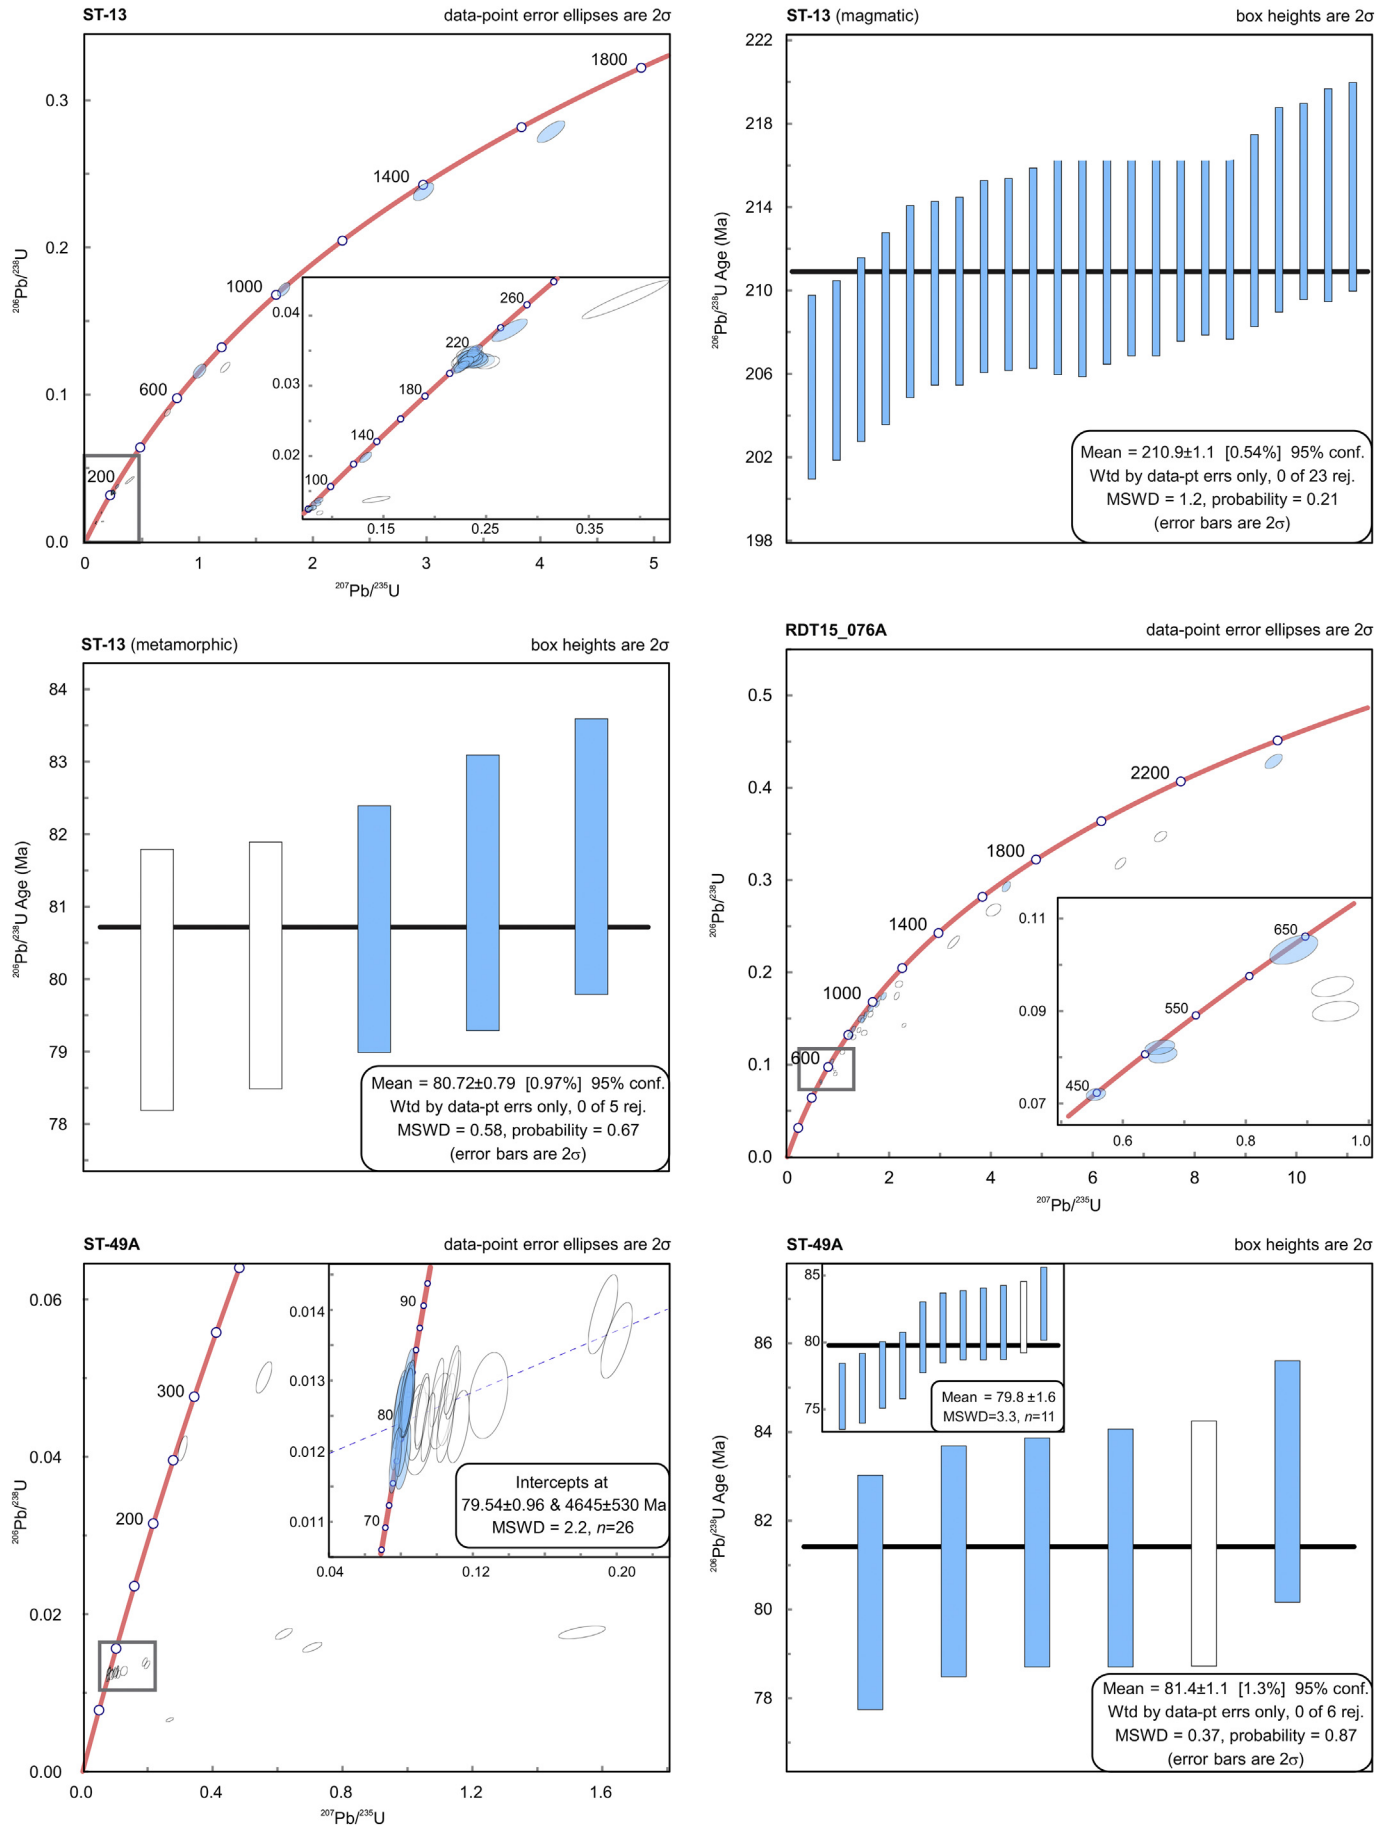 ST-13 data-point error ellipses are 2σ
1800
0.3
1400
0.2
1000
260
0.04
220
600
0.03
180
0.1
140
0.02
200
100
0.15 0.25 0.35
0.0
0 1 2 3 4 5
206Pb/238U
207Pb/235U
ST-13 (magmatic) box heights are 2σ
222
218
214
210
206
202
198
206Pb/238U Age (Ma)
Mean = 210.9±1.1 [0.54%] 95% conf.
Wtd by data-pt errs only, 0 of 23 rej.
MSWD = 1.2, probability = 0.21
(error bars are 2σ)
ST-13 (metamorphic) box heights are 2σ
84
83
82
81
80
79
78
206Pb/238U Age (Ma)
Mean = 80.72±0.79 [0.97%] 95% conf.
Wtd by data-pt errs only, 0 of 5 rej.
MSWD = 0.58, probability = 0.67
(error bars are 2σ)
RDT15_076A data-point error ellipses are 2σ
0.5
2200
0.4
1800
0.3
1400
0.11
650
0.2
1000
0.09
550
0.1
600
450
0.07
0.6 0.8 1.0
0.0
0 2 4 6 8 10
206Pb/238U
207Pb/235U
ST-49A data-point error ellipses are 2σ
0.06
90
0.014
300
0.013
80
0.04
0.012
200
70
0.011
Intercepts at
79.54±0.96 & 4645±530 Ma
MSWD = 2.2, n=26
0.04 0.12 0.20
0.02
0.00
0.0 0.4 0.8 1.2 1.6
206Pb/238U
207Pb/235U
ST-49A box heights are 2σ
85
80
75
Mean = 79.8 ±1.6
MSWD=3.3, n=11
86
84
82
80
78
206Pb/238U Age (Ma)
Mean = 81.4±1.1 [1.3%] 95% conf.
Wtd by data-pt errs only, 0 of 6 rej.
MSWD = 0.37, probability = 0.87
(error bars are 2σ)